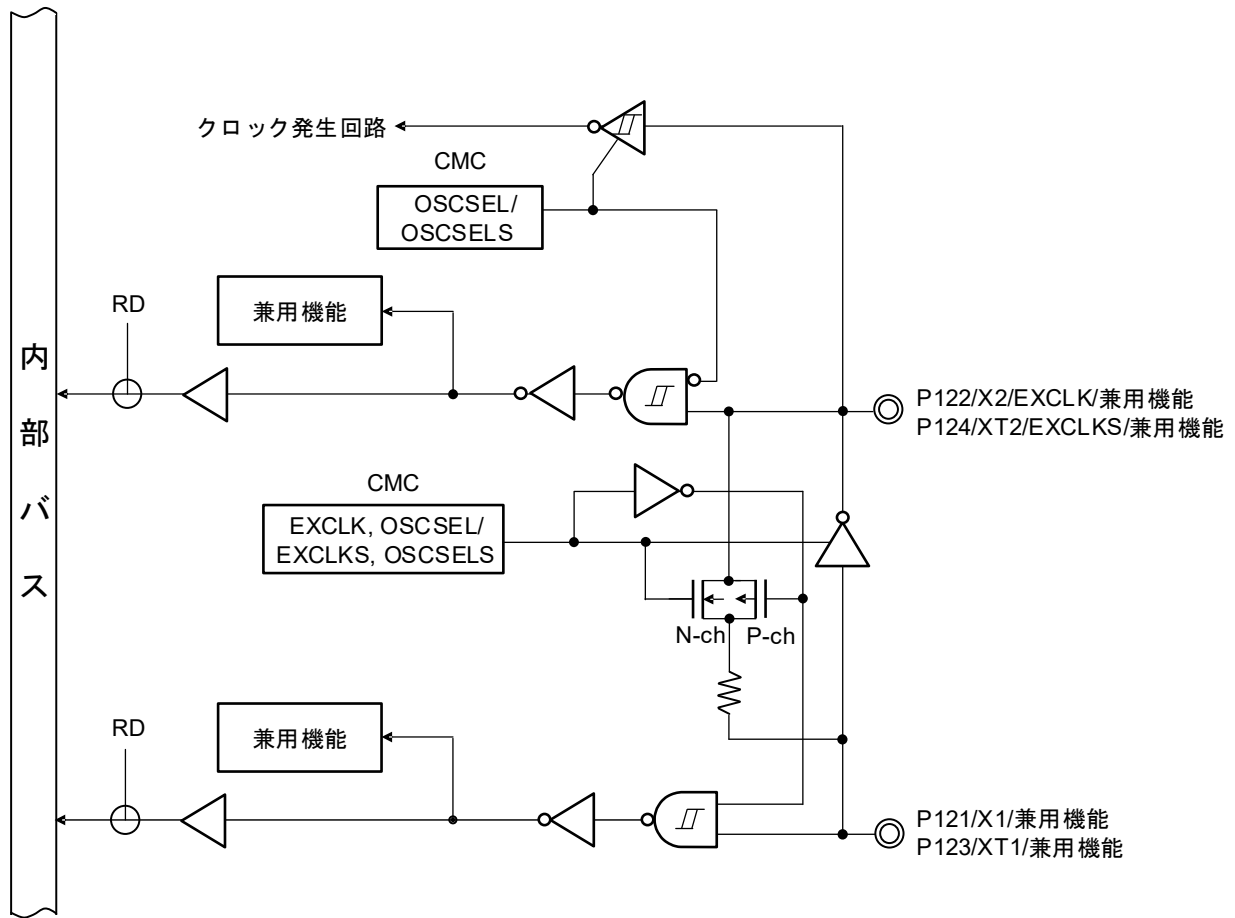 クロック発生回路
CMC
OSCSEL/
OSCSELS
RD
兼用機能
内部バス
P122/X2/EXCLK/兼用機能
P124/XT2/EXCLKS/兼用機能
CMC
EXCLK, OSCSEL/
EXCLKS, OSCSELS
N-ch
P-ch
RD
兼用機能
P121/X1/兼用機能
P123/XT1/兼用機能